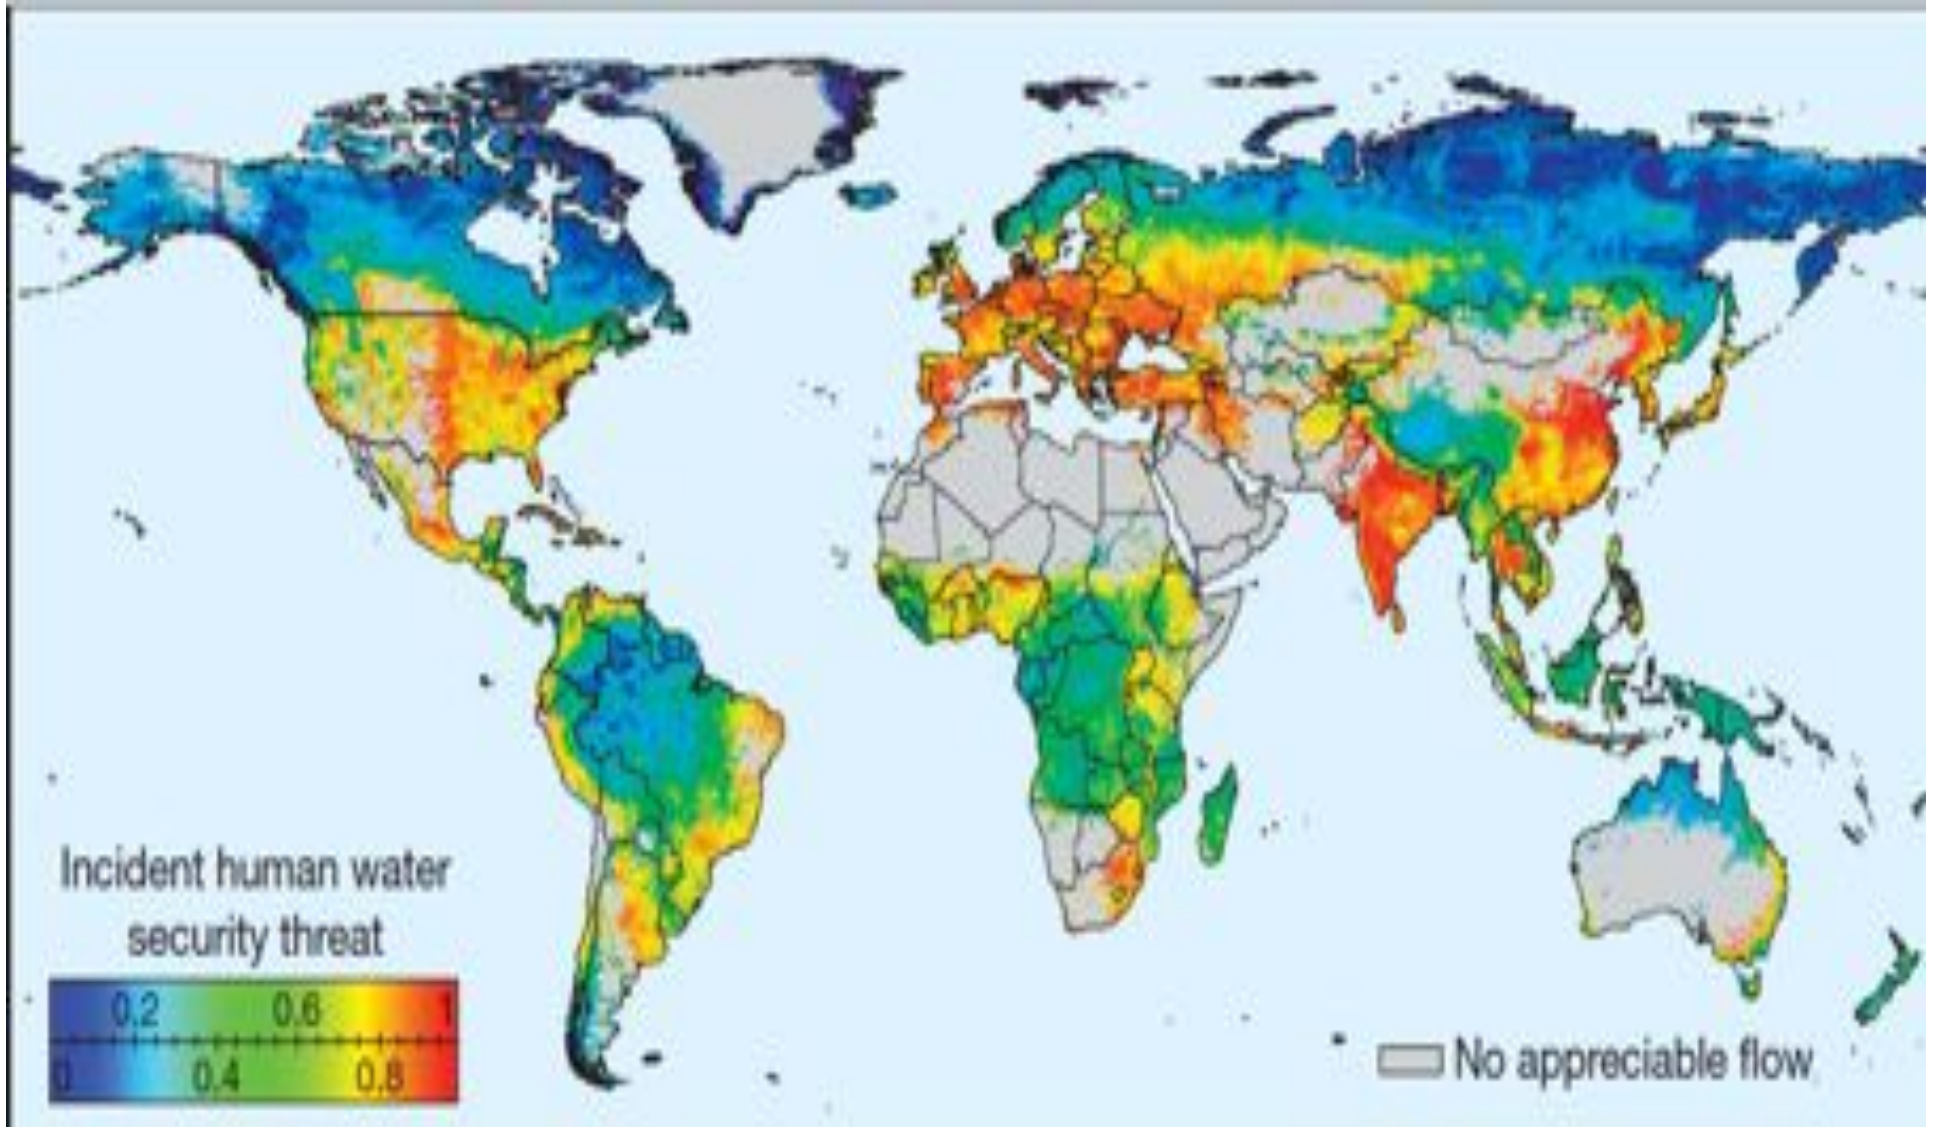 Incident human water
security threat
0.2 0.6 1
0 0.4 0.8
No appreciable flow